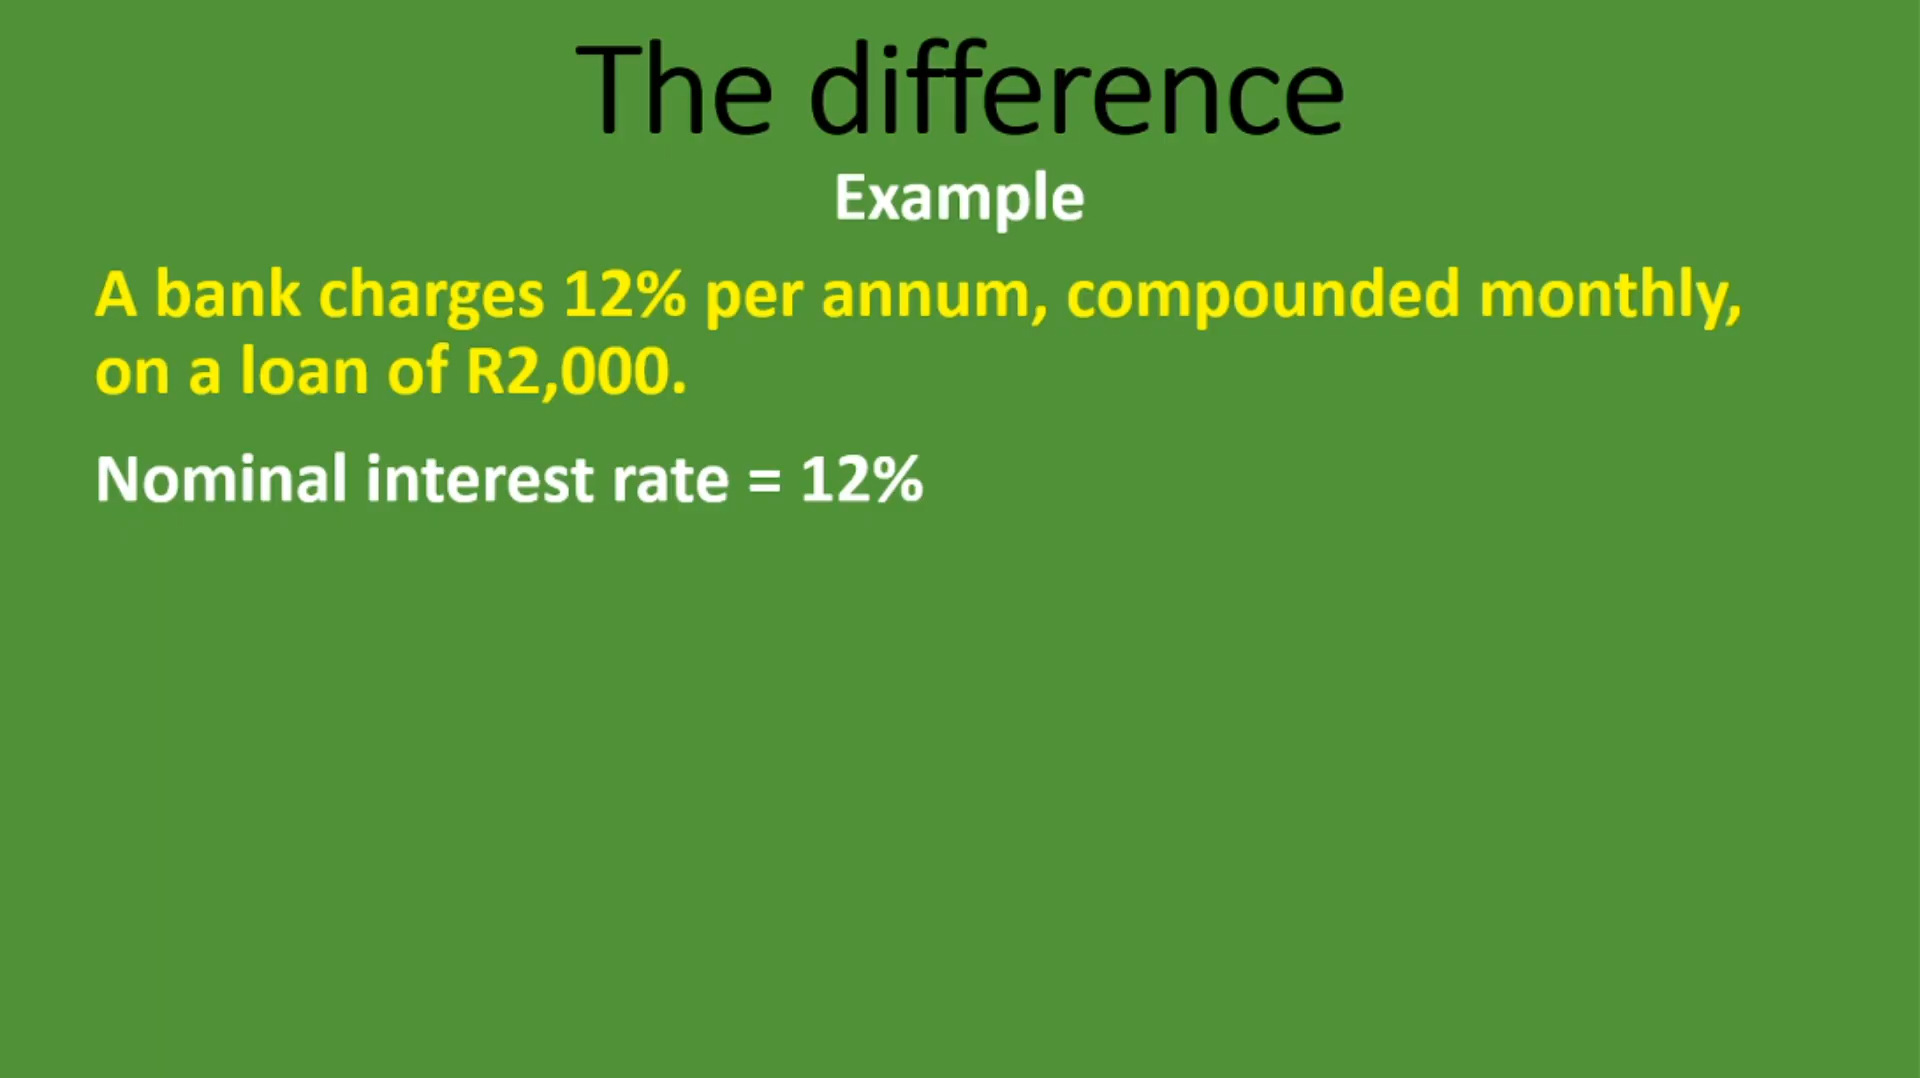 The difference
Example
A bank charges 12% per annum, compounded monthly,
on a loan of R2,000.
Nominal interest rate = 12%